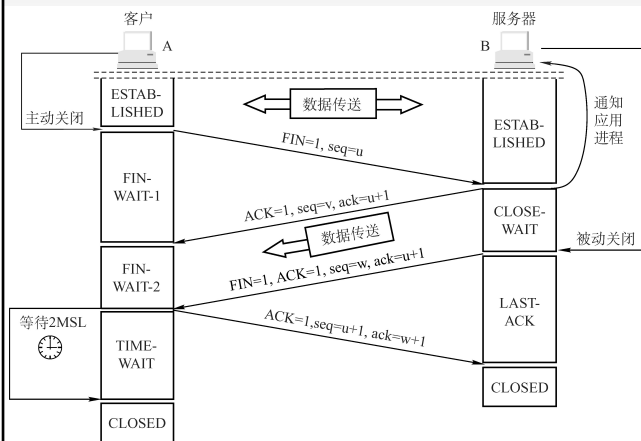 客户
服务器
A
B
ESTAB-
LISHED
数据传送
通知
应用
进程
主动关闭
ESTAB-
LISHED
FIN=1, seq=u
FIN-
WAIT-1
ACK=1, seq=v, ack=u+1
CLOSE-
WAIT
数据传送
被动关闭
FIN-
WAIT-2
FIN=1, ACK=1, seq=w, ack=u+1
LAST-
ACK
等待2MSL
ACK=1,seq=u+1, ack=w+1
TIME-
WAIT
CLOSED
CLOSED